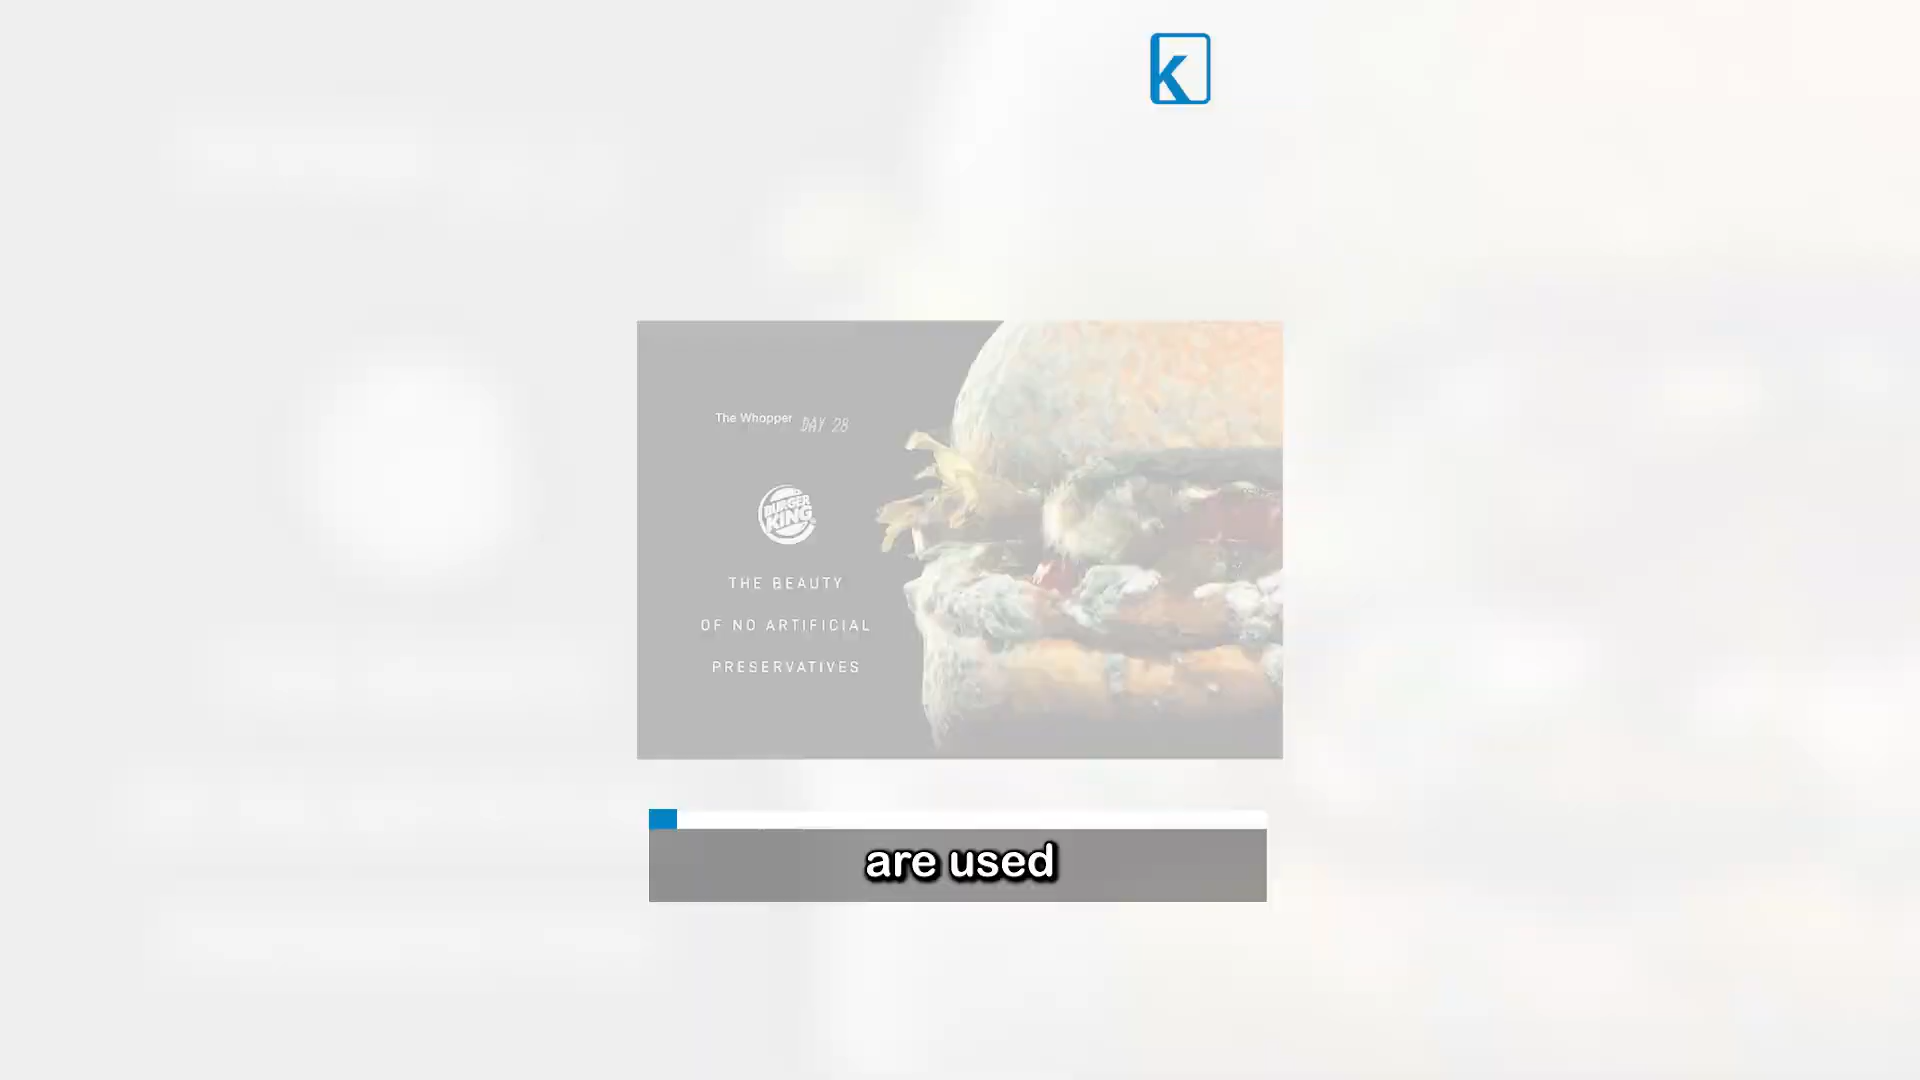 K
The Whopper DAY 28
BURGER
KING
THE BEAUTY
OF NO ARTIFICIAL
PRESERVATIVES
are used